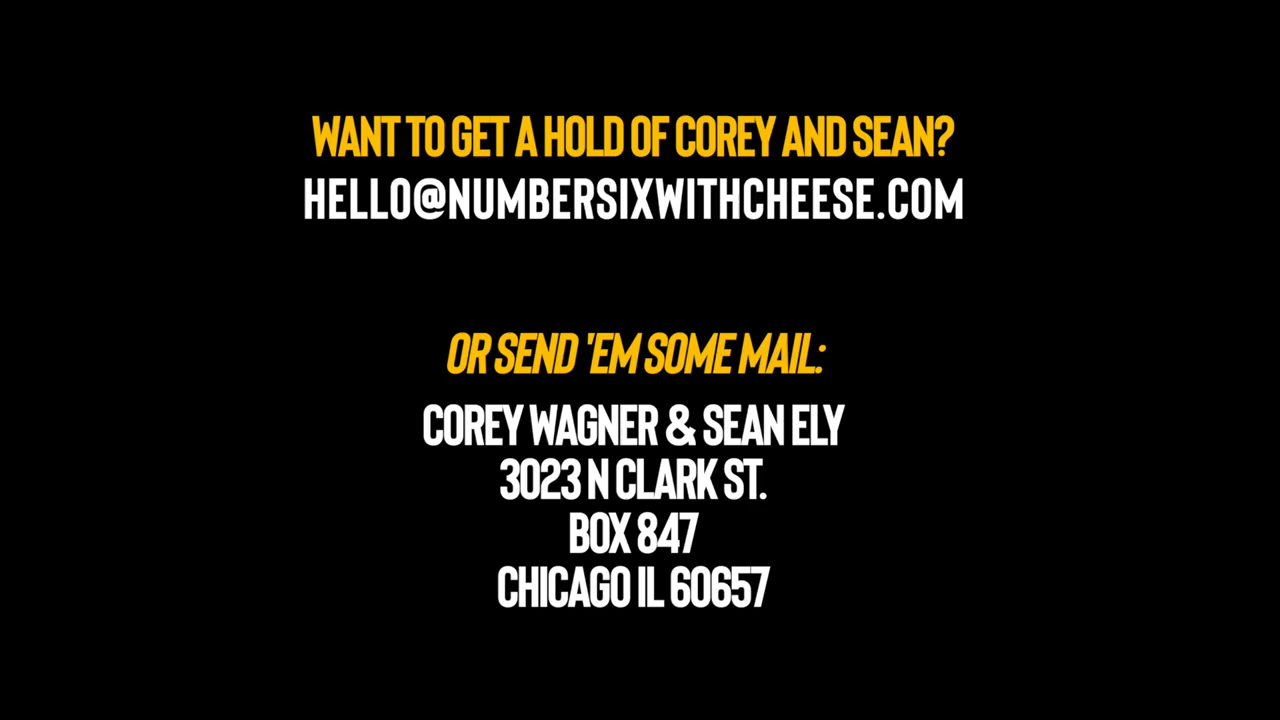 WANT TO GET A HOLD OF COREY AND SEAN?
HELLO@NUMBERSIXWITHCHEESE.COM
OR SEND 'EM SOME MAIL:
COREY WAGNER & SEAN ELY
3023 N CLARK ST.
BOX 847
CHICAGO IL 60657